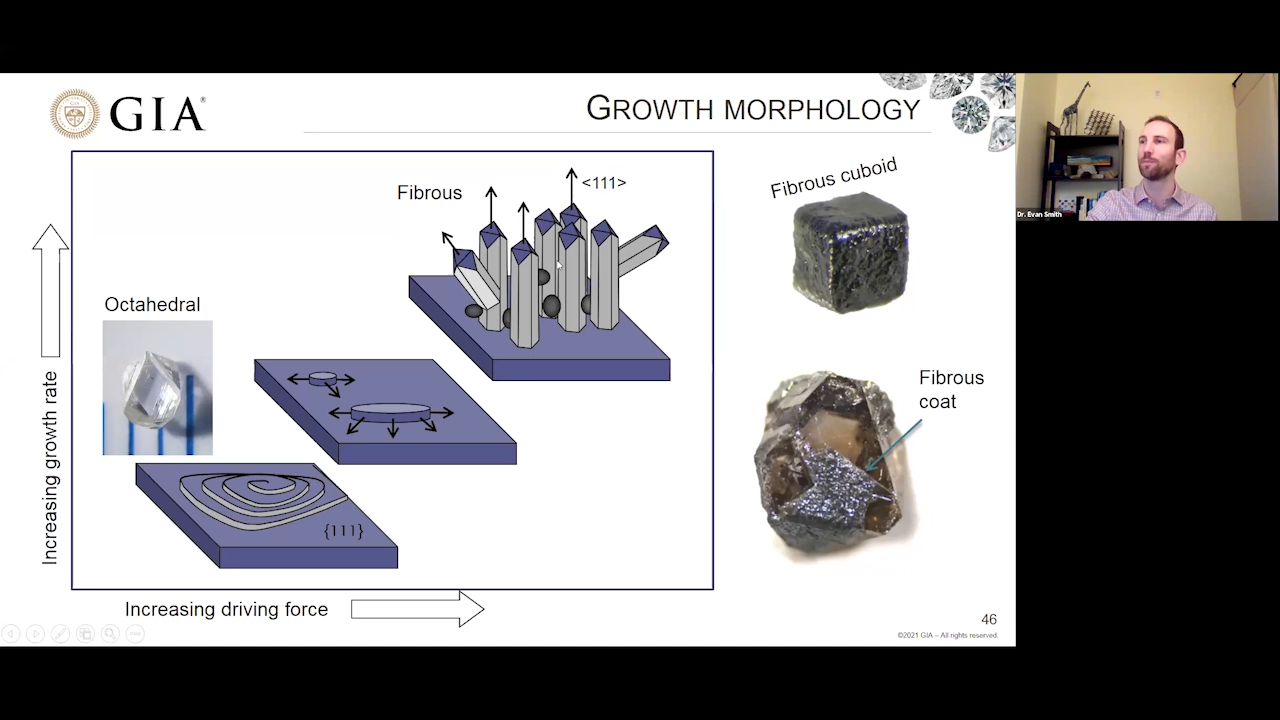 GIA®
GROWTH MORPHOLOGY
Fibrous
<111>
Fibrous cuboid
Octahedral
Fibrous
coat
Increasing growth rate
{111}
Increasing driving force
46
©2021 GIA – All rights reserved.
Dr. Evan Smith